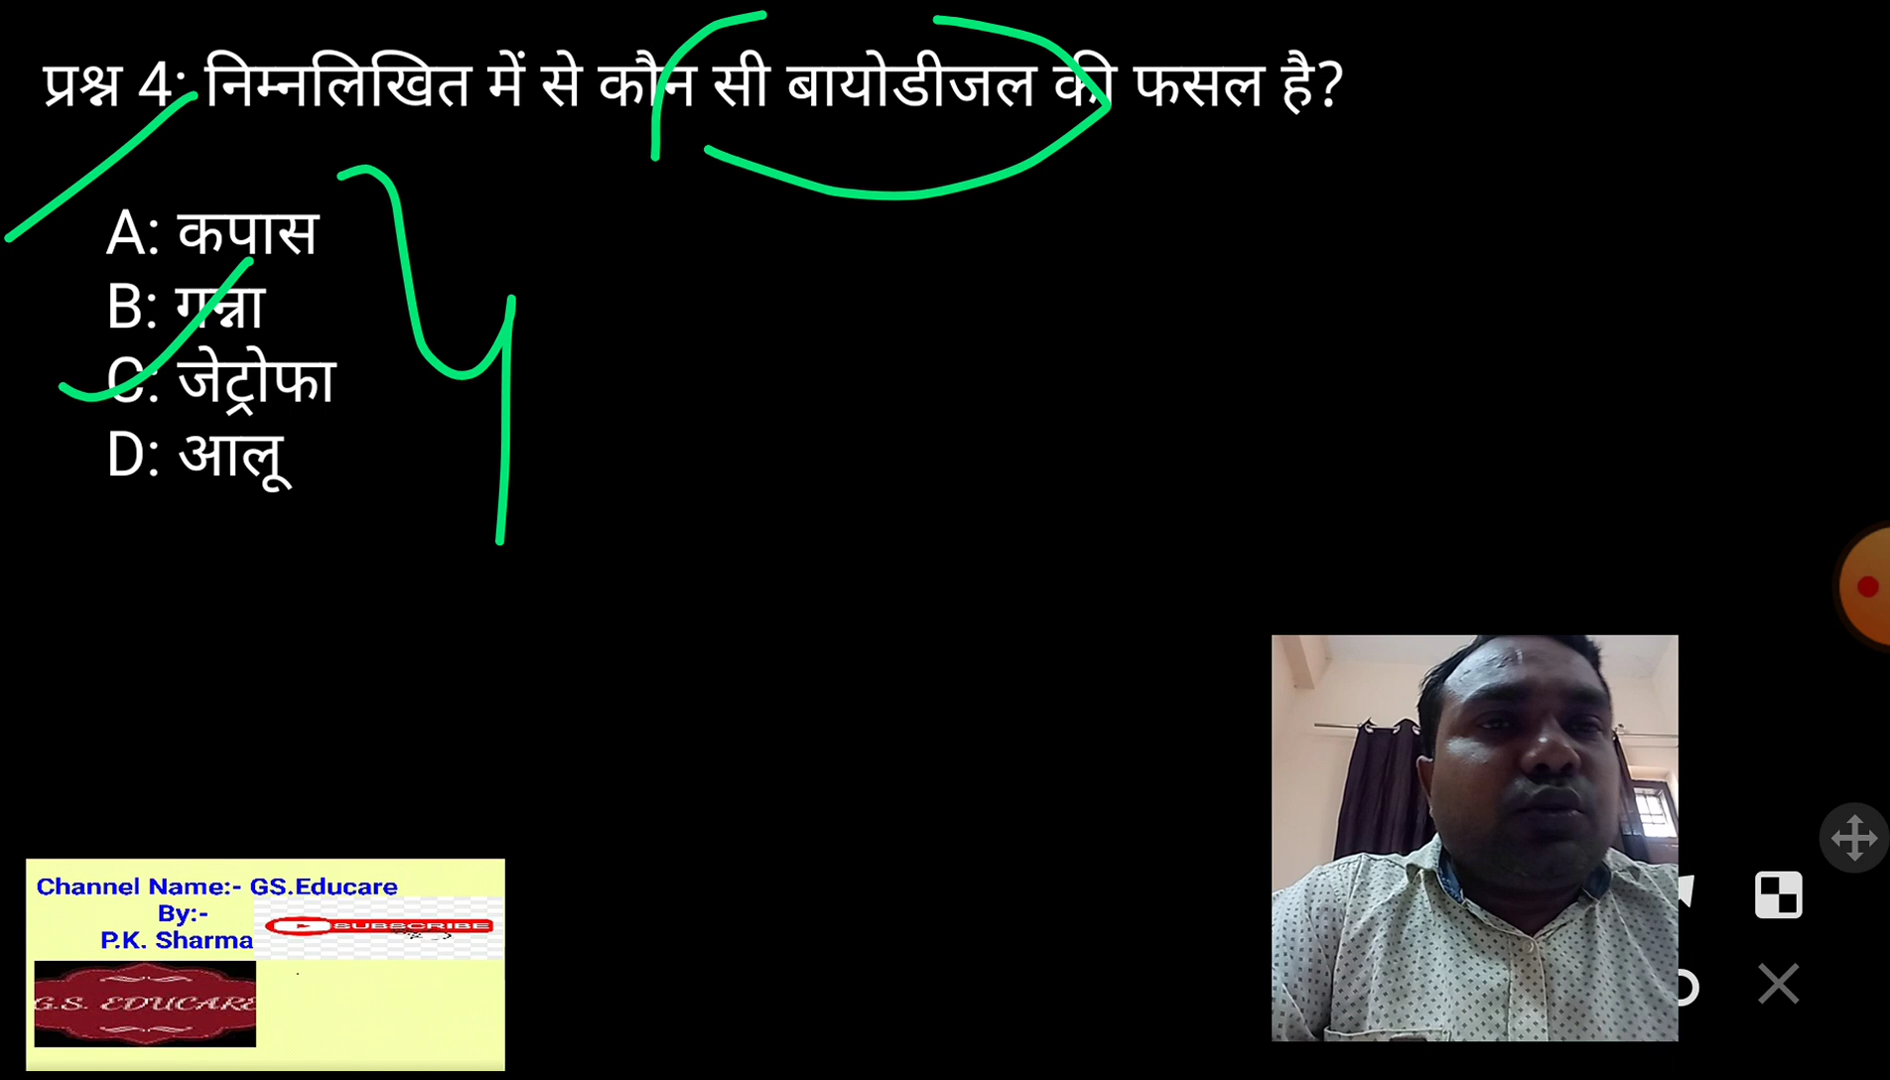 प्रश्न 4: निम्नलिखित में से कौन सी बायोडीजल की फसल है?
A: कपास
B: गन्ना
C: जेट्रोफा
D: आलू
Channel Name:- GS.Educare
By:-
P.K. Sharma
SUBSCRIBE
G.S. EDUCARE